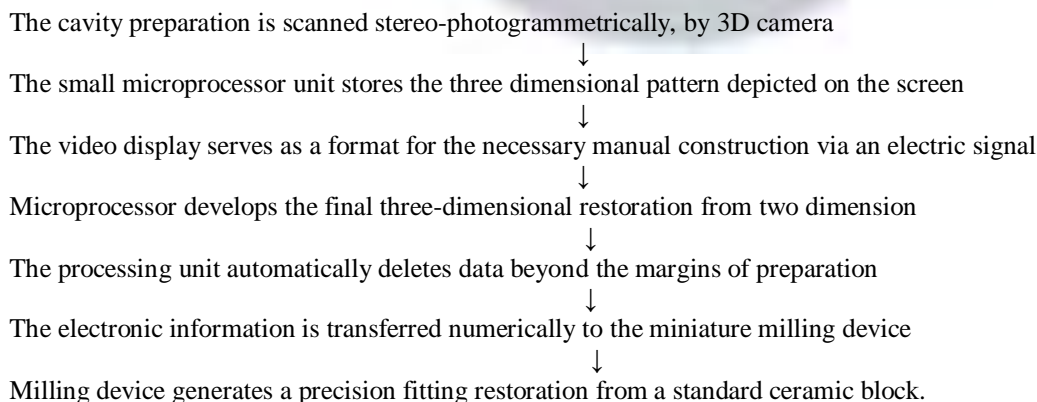 The cavity preparation is scanned stereo-photogrammetrically, by 3D camera
↓
The small microprocessor unit stores the three dimensional pattern depicted on the screen
↓
The video display serves as a format for the necessary manual construction via an electric signal
↓
Microprocessor develops the final three-dimensional restoration from two dimension
↓
The processing unit automatically deletes data beyond the margins of preparation
↓
The electronic information is transferred numerically to the miniature milling device
↓
Milling device generates a precision fitting restoration from a standard ceramic block.